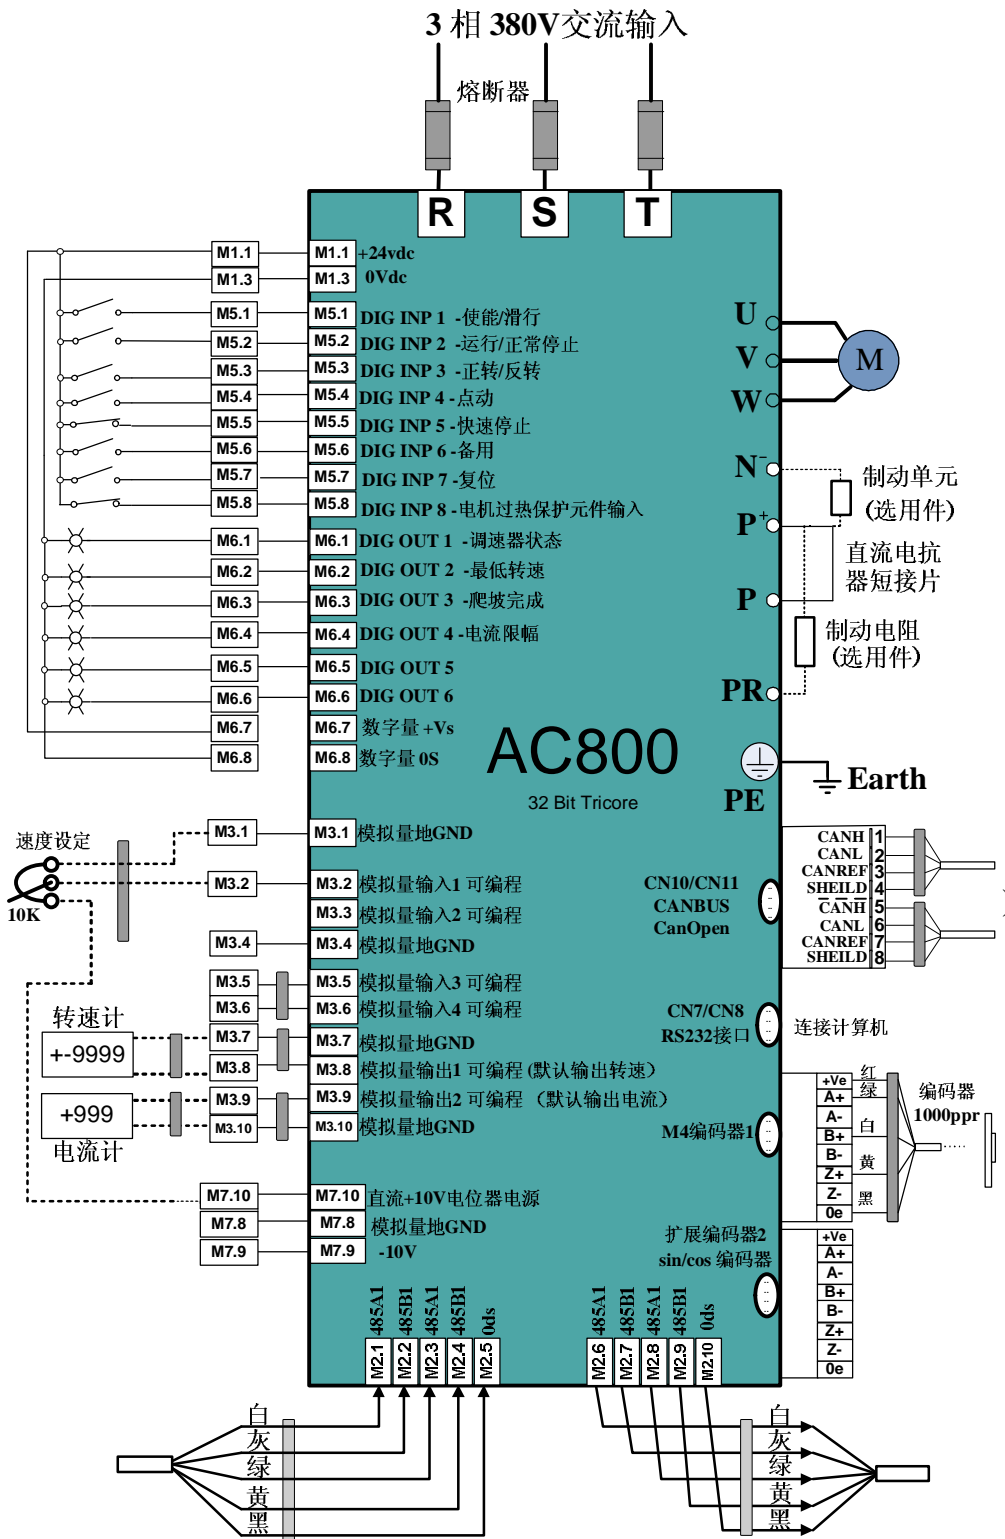 3 相 380V交流输入
熔断器
R S T
M1.1 M1.1 +24vdc
M1.3 M1.3 0Vdc
M5.1 M5.1 DIG INP 1 -使能/滑行
M5.2 M5.2 DIG INP 2 -运行/正常停止
M5.3 M5.3 DIG INP 3 -正转/反转
M5.4 M5.4 DIG INP 4 -点动
M5.5 M5.5 DIG INP 5 -快速停止
M5.6 M5.6 DIG INP 6 -备用
M5.7 M5.7 DIG INP 7 -复位
M5.8 M5.8 DIG INP 8 -电机过热保护元件输入
M6.1 M6.1 DIG OUT 1 -调速器状态
M6.2 M6.2 DIG OUT 2 -最低转速
M6.3 M6.3 DIG OUT 3 -爬坡完成
M6.4 M6.4 DIG OUT 4 -电流限幅
M6.5 M6.5 DIG OUT 5
M6.6 M6.6 DIG OUT 6
M6.7 M6.7 数字量 +Vs
M6.8 M6.8 数字量 0S
U
V
W
M
N-
P+
P
PR
制动单元
(选用件)
直流电抗
器短接片
制动电阻
(选用件)
AC800
32 Bit Tricore
PE
Earth
速度设定
10K
M3.1 M3.1 模拟量地GND
M3.2 M3.2 模拟量输入1 可编程
M3.3 模拟量输入2 可编程
M3.4 M3.4 模拟量地GND
M3.5 M3.5 模拟量输入3 可编程
M3.6 M3.6 模拟量输入4 可编程
转速计
+-9999
M3.7 M3.7 模拟量地GND
M3.8 M3.8 模拟量输出1 可编程 (默认输出转速)
+999
电流计
M3.9 M3.9 模拟量输出2 可编程 (默认输出电流)
M3.10 M3.10 模拟量地GND
M7.10 M7.10 直流+10V电位器电源
M7.8 M7.8 模拟量地GND
M7.9 M7.9 -10V
CN10/CN11
CANBUS
CanOpen
CANH 1
CANL 2
CANREF 3
SHEILD 4
CANH 5
CANL 6
CANREF 7
SHEILD 8
CN7/CN8
RS232接口
连接计算机
M4编码器1
+Ve 红
A+ 绿
A-
B+ 白
B-
Z+ 黄
Z-
0e 黑
编码器
1000ppr
扩展编码器2
sin/cos 编码器
+Ve
A+
A-
B+
B-
Z+
Z-
0e
485A1 485B1 485A1 485B1 0ds
M2.1 M2.2 M2.3 M2.4 M2.5
485A1 485B1 485A1 485B1 0ds
M2.6 M2.7 M2.8 M2.9 M2.10
白
灰
绿
黄
黑
白
灰
绿
黄
黑